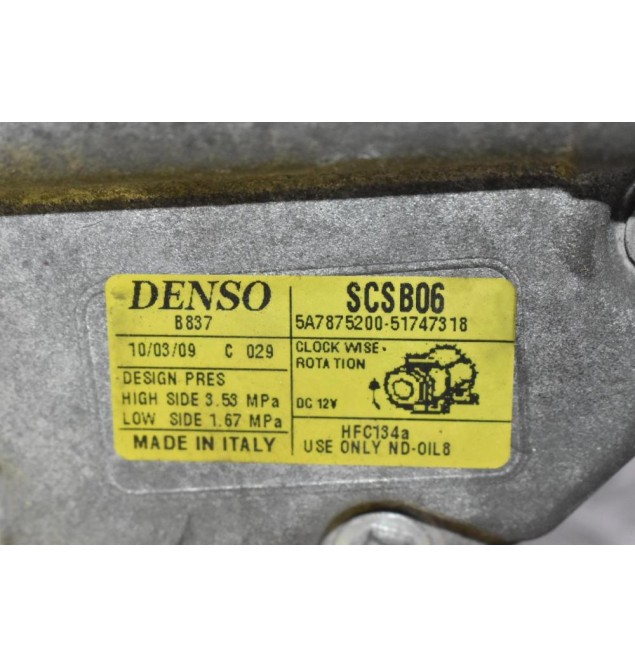 DENSO
B837
10/03/09 C 029
DESIGN PRES
HIGH SIDE 3.53 MPa
LOW SIDE 1.67 MPa
MADE IN ITALY
SCSB06
5A7875200-51747318
CLOCK WISE-
ROTATION
DC 12V
R
HFC134a
USE ONLY ND-OIL8